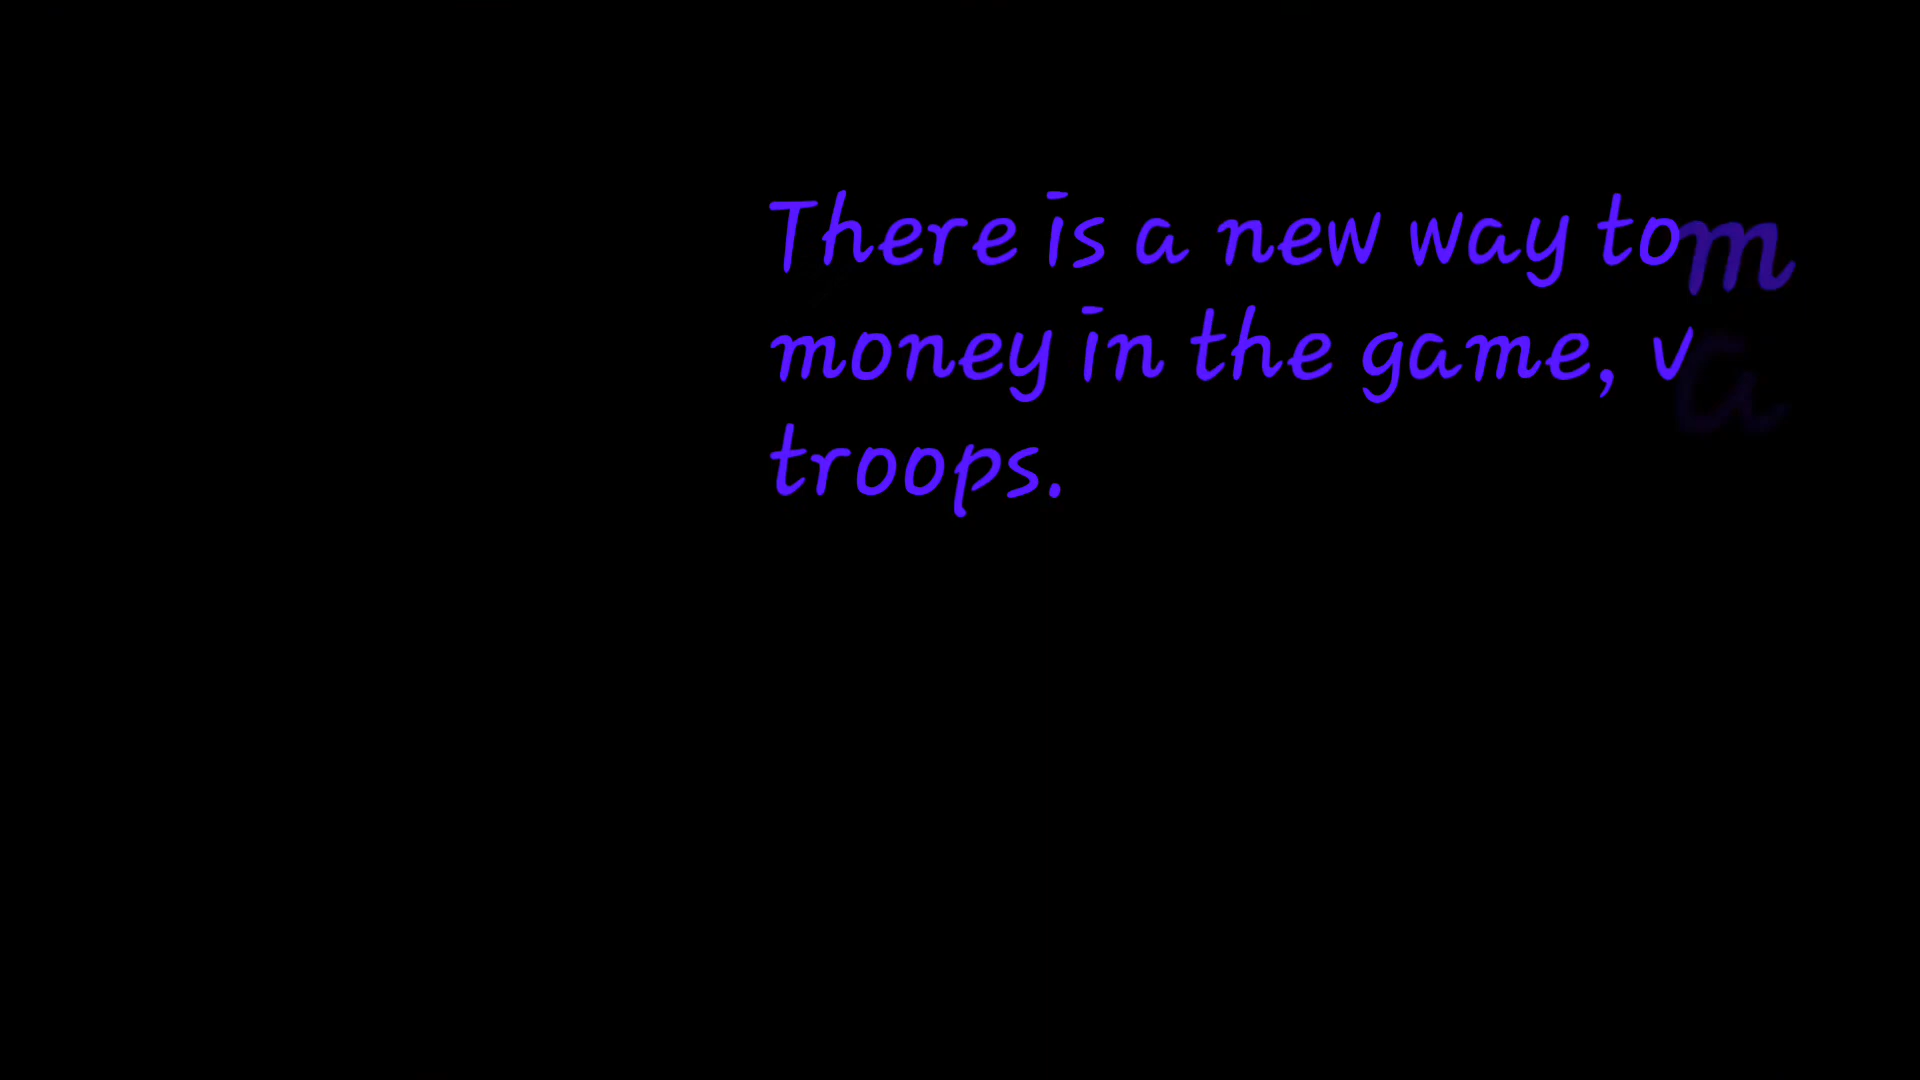 There is a new way to m
money in the game, v
troops.